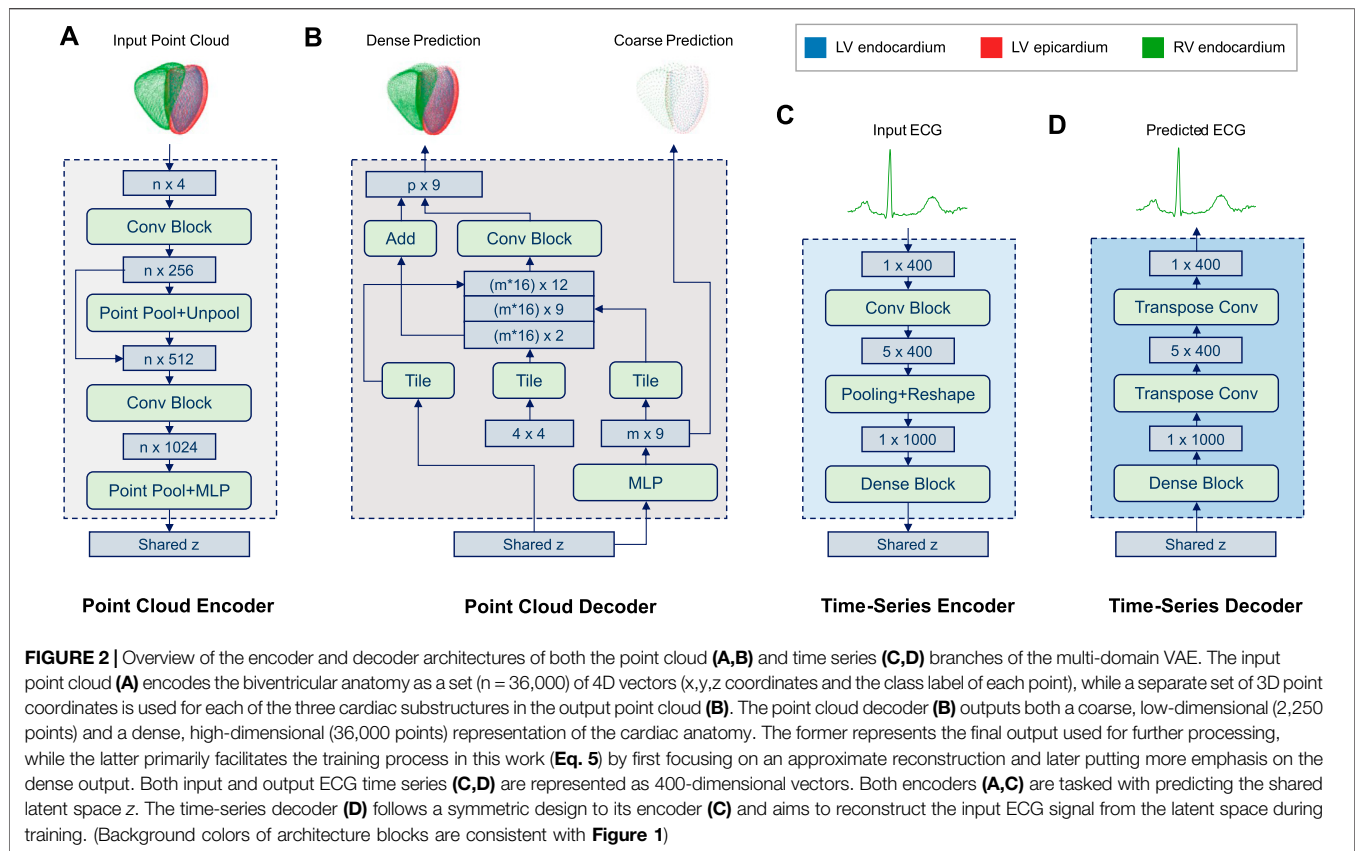 A
Input Point Cloud
B
Dense Prediction
Coarse Prediction
LV endocardium
LV epicardium
RV endocardium
n x 4
Conv Block
n x 256
Point Pool+Unpool
n x 512
Conv Block
n x 1024
Point Pool+MLP
Shared z
Point Cloud Encoder
p x 9
Add
Conv Block
(m*16) x 12
(m*16) x 9
(m*16) x 2
Tile
Tile
Tile
4 x 4
m x 9
MLP
Shared z
Point Cloud Decoder
C
Input ECG
1 x 400
Conv Block
5 x 400
Pooling+Reshape
1 x 1000
Dense Block
Shared z
Time-Series Encoder
D
Predicted ECG
1 x 400
Transpose Conv
5 x 400
Transpose Conv
1 x 1000
Dense Block
Shared z
Time-Series Decoder
FIGURE 2 | Overview of the encoder and decoder architectures of both the point cloud (A,B) and time series (C,D) branches of the multi-domain VAE. The input
point cloud (A) encodes the biventricular anatomy as a set (n = 36,000) of 4D vectors (x,y,z coordinates and the class label of each point), while a separate set of 3D point
coordinates is used for each of the three cardiac substructures in the output point cloud (B). The point cloud decoder (B) outputs both a coarse, low-dimensional (2,250
points) and a dense, high-dimensional (36,000 points) representation of the cardiac anatomy. The former represents the final output used for further processing,
while the latter primarily facilitates the training process in this work (Eq. 5) by first focusing on an approximate reconstruction and later putting more emphasis on the
dense output. Both input and output ECG time series (C,D) are represented as 400-dimensional vectors. Both encoders (A,C) are tasked with predicting the shared
latent space z. The time-series decoder (D) follows a symmetric design to its encoder (C) and aims to reconstruct the input ECG signal from the latent space during
training. (Background colors of architecture blocks are consistent with Figure 1)